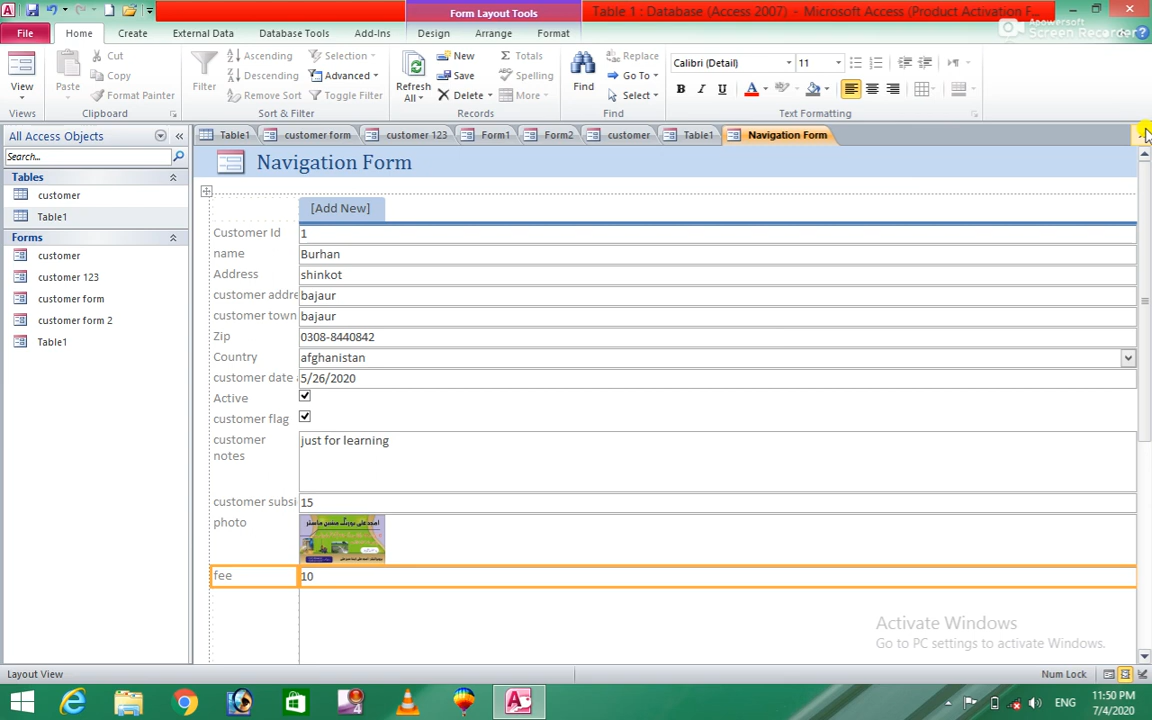 Form Layout Tools
Table 1 : Database (Access 2007) - Microsoft Access (Product Activation F...
Apowersoft
Screen Recorder
File Home Create External Data Database Tools Add-Ins Design Arrange Format
View
Views
Paste
Cut
Copy
Format Painter
Clipboard
Filter
Ascending
Descending
Remove Sort
Selection
Advanced
Toggle Filter
Sort & Filter
Refresh
All
New
Save
Delete
Totals
Spelling
More
Records
Find
Replace
Go To
Select
Find
Calibri (Detail) 11
B I U A
Text Formatting
All Access Objects
Search...
Tables
customer
Table1
Forms
customer
customer 123
customer form
customer form 2
Table1
Table1 customer form customer 123 Form1 Form2 customer Table1 Navigation Form
Navigation Form
[Add New]
Customer Id 1
name Burhan
Address shinkot
customer addre bajaur
customer town bajaur
Zip 0308-8440842
Country afghanistan
customer date a 5/26/2020
Active
customer flag
customer notes just for learning
customer subsi 15
photo
fee 10
Activate Windows
Go to PC settings to activate Windows.
Layout View
Num Lock
ENG
11:50 PM
7/4/2020